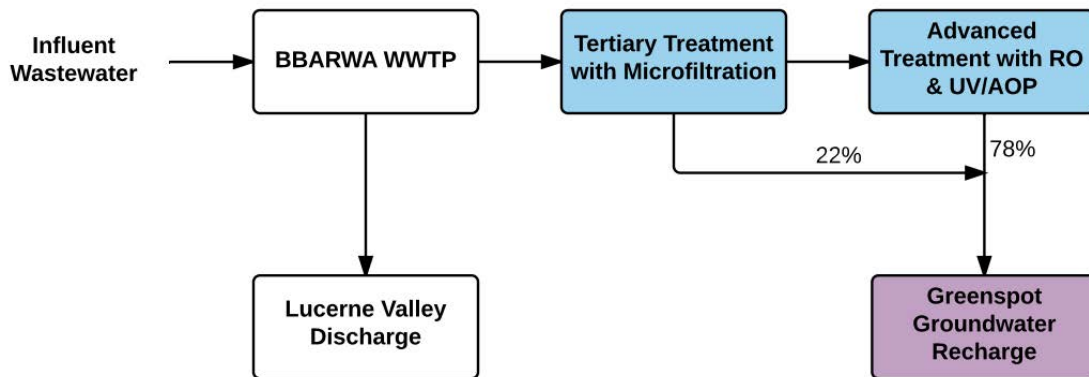 Influent
Wastewater
BBARWA WWTP
Tertiary Treatment
with Microfiltration
Advanced
Treatment with RO
& UV/AOP
22%
78%
Lucerne Valley
Discharge
Greenspot
Groundwater
Recharge